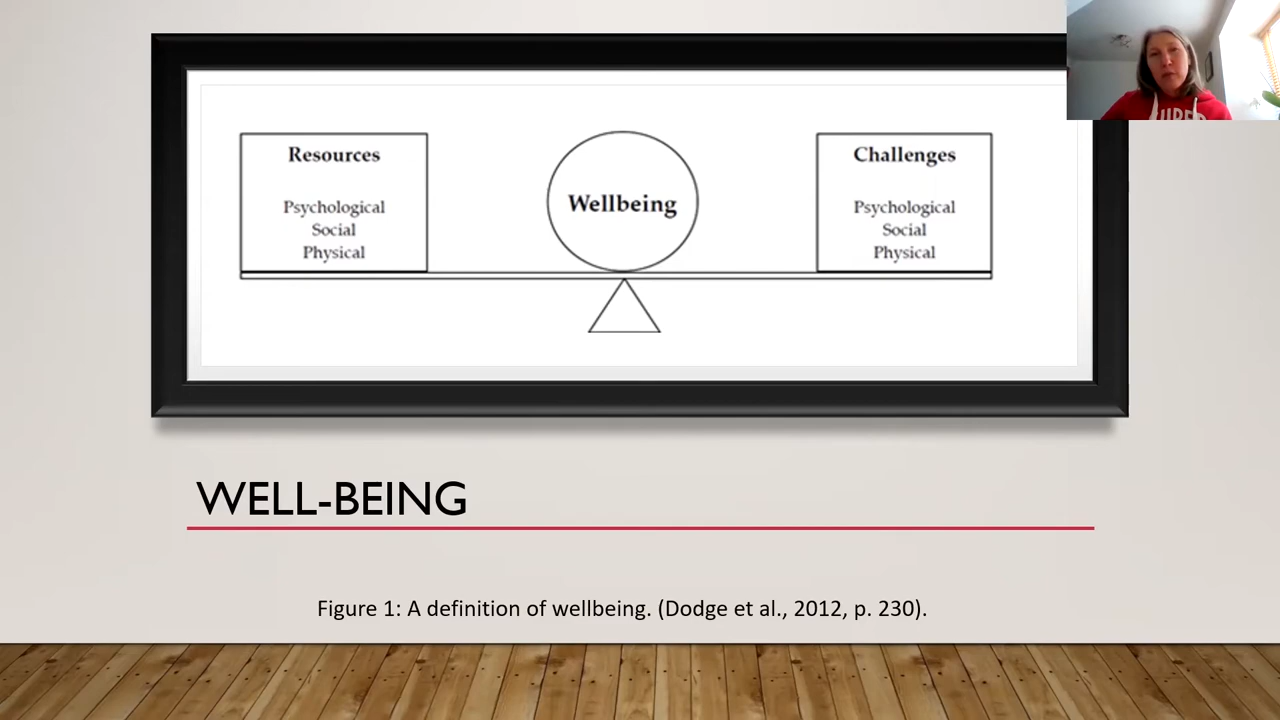 Resources
Psychological
Social
Physical
Wellbeing
Challenges
Psychological
Social
Physical
WELL-BEING
Figure 1: A definition of wellbeing. (Dodge et al., 2012, p. 230).